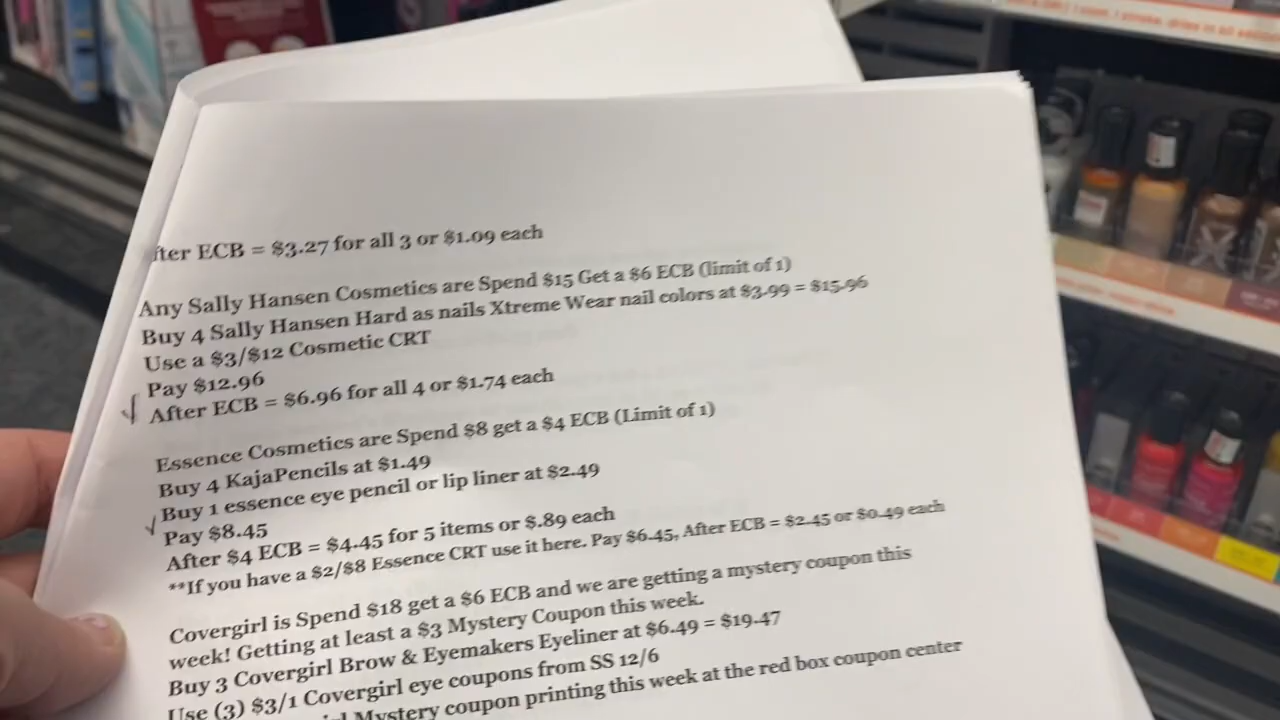 fter ECB = $3.27 for all 3 or $1.09 each
Any Sally Hansen Cosmetics are Spend $15 Get a $6 ECB (limit of 1)
Buy 4 Sally Hansen Hard as nails Xtreme Wear nail colors at $3.99 = $15.96
Use a $3/$12 Cosmetic CRT
Pay $12.96
After ECB = $6.96 for all 4 or $1.74 each
Essence Cosmetics are Spend $8 get a $4 ECB (Limit of 1)
Buy 4 KajaPencils at $1.49
Buy 1 essence eye pencil or lip liner at $2.49
Pay $8.45
After $4 ECB = $4.45 for 5 items or $.89 each
**If you have a $2/$8 Essence CRT use it here. Pay $6.45, After ECB = $2.45 or $0.49 each
Covergirl is Spend $18 get a $6 ECB and we are getting a mystery coupon this
week! Getting at least a $3 Mystery Coupon this week.
Buy 3 Covergirl Brow & Eyemakers Eyeliner at $6.49 = $19.47
Use (3) $3/1 Covergirl eye coupons from SS 12/6
Mystery coupon printing this week at the red box coupon center